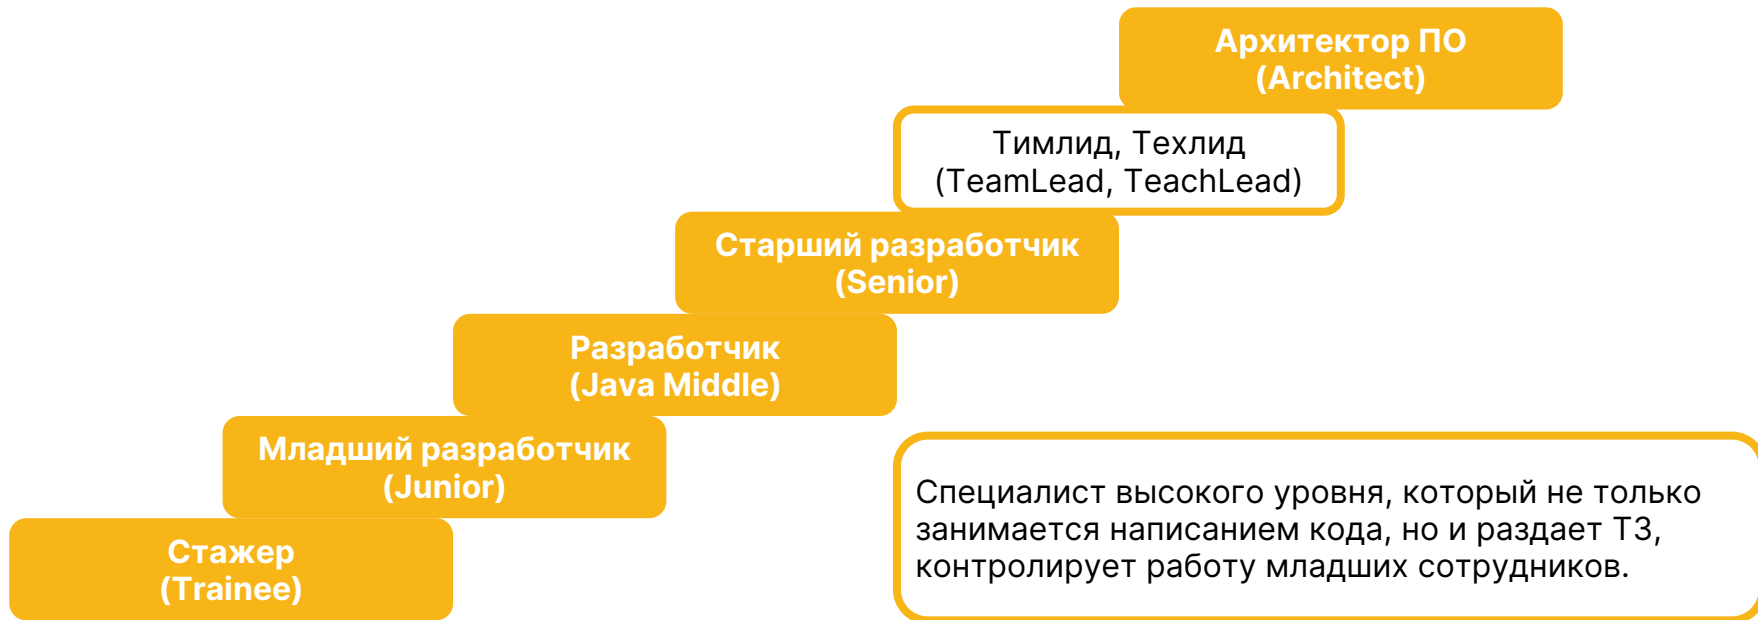 Архитектор ПО
(Architect)
Тимлид, Техлид
(TeamLead, TeachLead)
Старший разработчик
(Senior)
Разработчик
(Java Middle)
Младший разработчик
(Junior)
Стажер
(Trainee)
Специалист высокого уровня, который не только
занимается написанием кода, но и раздает ТЗ,
контролирует работу младших сотрудников.